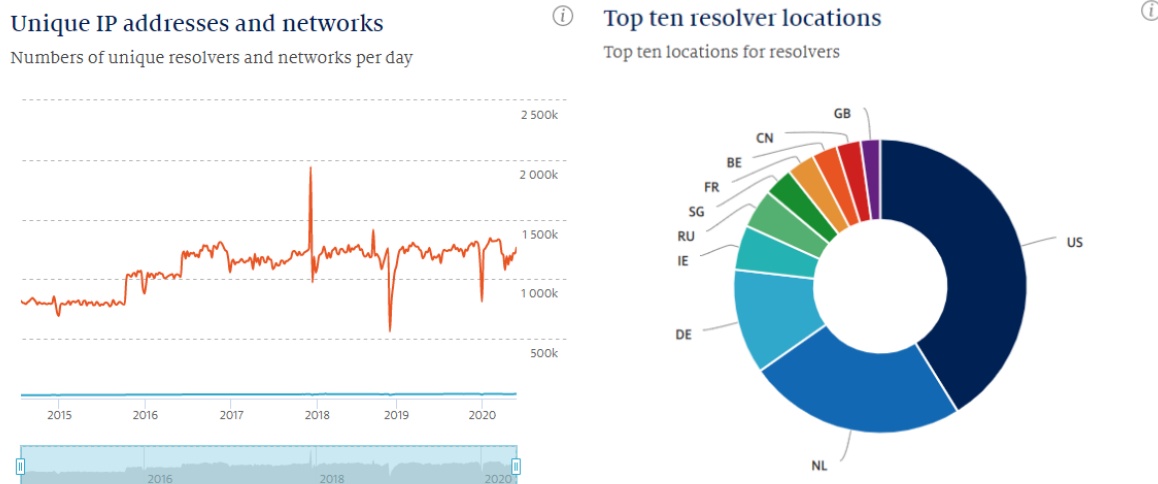 Unique IP addresses and networks
Numbers of unique resolvers and networks per day
2 500k
2 000k
1 500k
1 000k
500k
2015 2016 2017 2018 2019 2020
2016 2018 2020
Top ten resolver locations
Top ten locations for resolvers
GB
CN
BE
FR
SG
RU
IE
DE
NL
US